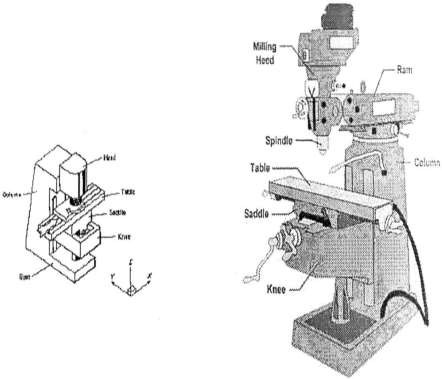 Head
Table
Column
Saddle
Knee
Base
Z
Y
X
Milling
Head
Ram
Spindle
Column
Table
Saddle
Knee